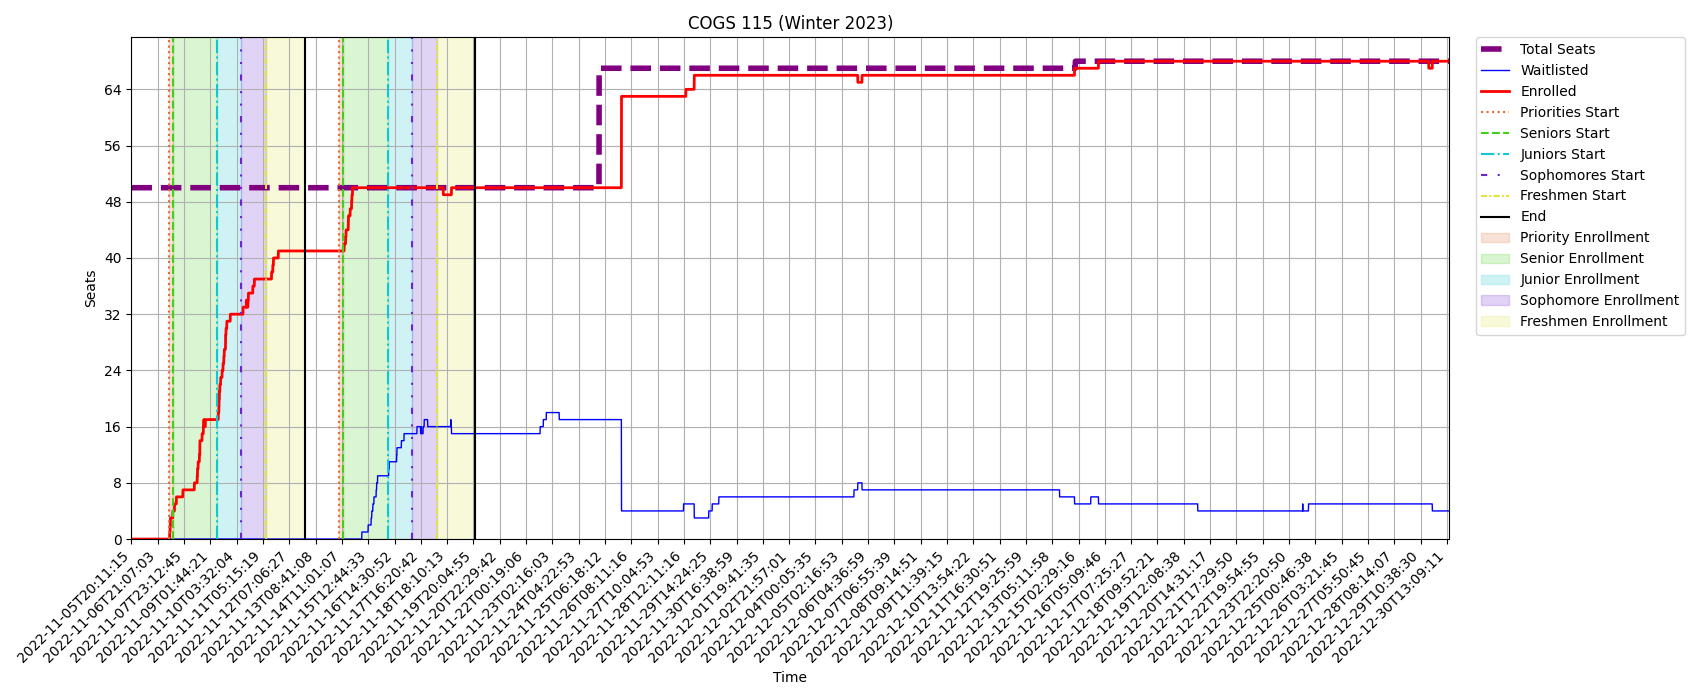 COGS 115 (Winter 2023)
Total Seats
Waitlisted
Enrolled
Priorities Start
Seniors Start
Juniors Start
Sophomores Start
Freshmen Start
End
Priority Enrollment
Senior Enrollment
Junior Enrollment
Sophomore Enrollment
Freshmen Enrollment
Seats
64
56
48
40
32
24
16
8
0
2022-11-05T20:11:15
2022-11-06T21:07:03
2022-11-07T23:12:45
2022-11-09T01:44:21
2022-11-10T03:32:04
2022-11-11T05:15:19
2022-11-12T07:06:27
2022-11-13T08:41:08
2022-11-14T11:01:07
2022-11-15T12:44:33
2022-11-16T14:30:52
2022-11-17T16:20:42
2022-11-18T18:10:13
2022-11-19T20:04:55
2022-11-20T22:29:42
2022-11-22T00:19:06
2022-11-23T02:16:03
2022-11-24T04:22:53
2022-11-25T06:18:12
2022-11-26T08:11:16
2022-11-27T10:04:53
2022-11-28T12:11:16
2022-11-29T14:24:25
2022-11-30T16:38:59
2022-12-01T19:41:35
2022-12-02T21:57:01
2022-12-04T00:05:35
2022-12-05T02:16:53
2022-12-06T04:36:59
2022-12-07T06:55:39
2022-12-08T09:14:51
2022-12-09T11:39:15
2022-12-10T13:54:22
2022-12-11T16:30:51
2022-12-12T19:25:59
2022-12-13T05:11:58
2022-12-15T02:29:16
2022-12-16T05:09:46
2022-12-17T07:25:27
2022-12-18T09:52:21
2022-12-19T12:08:38
2022-12-20T14:31:17
2022-12-21T17:29:50
2022-12-22T19:54:55
2022-12-23T22:20:50
2022-12-25T00:46:38
2022-12-26T03:21:45
2022-12-27T05:50:45
2022-12-28T08:14:07
2022-12-29T10:38:30
2022-12-30T13:09:11
Time